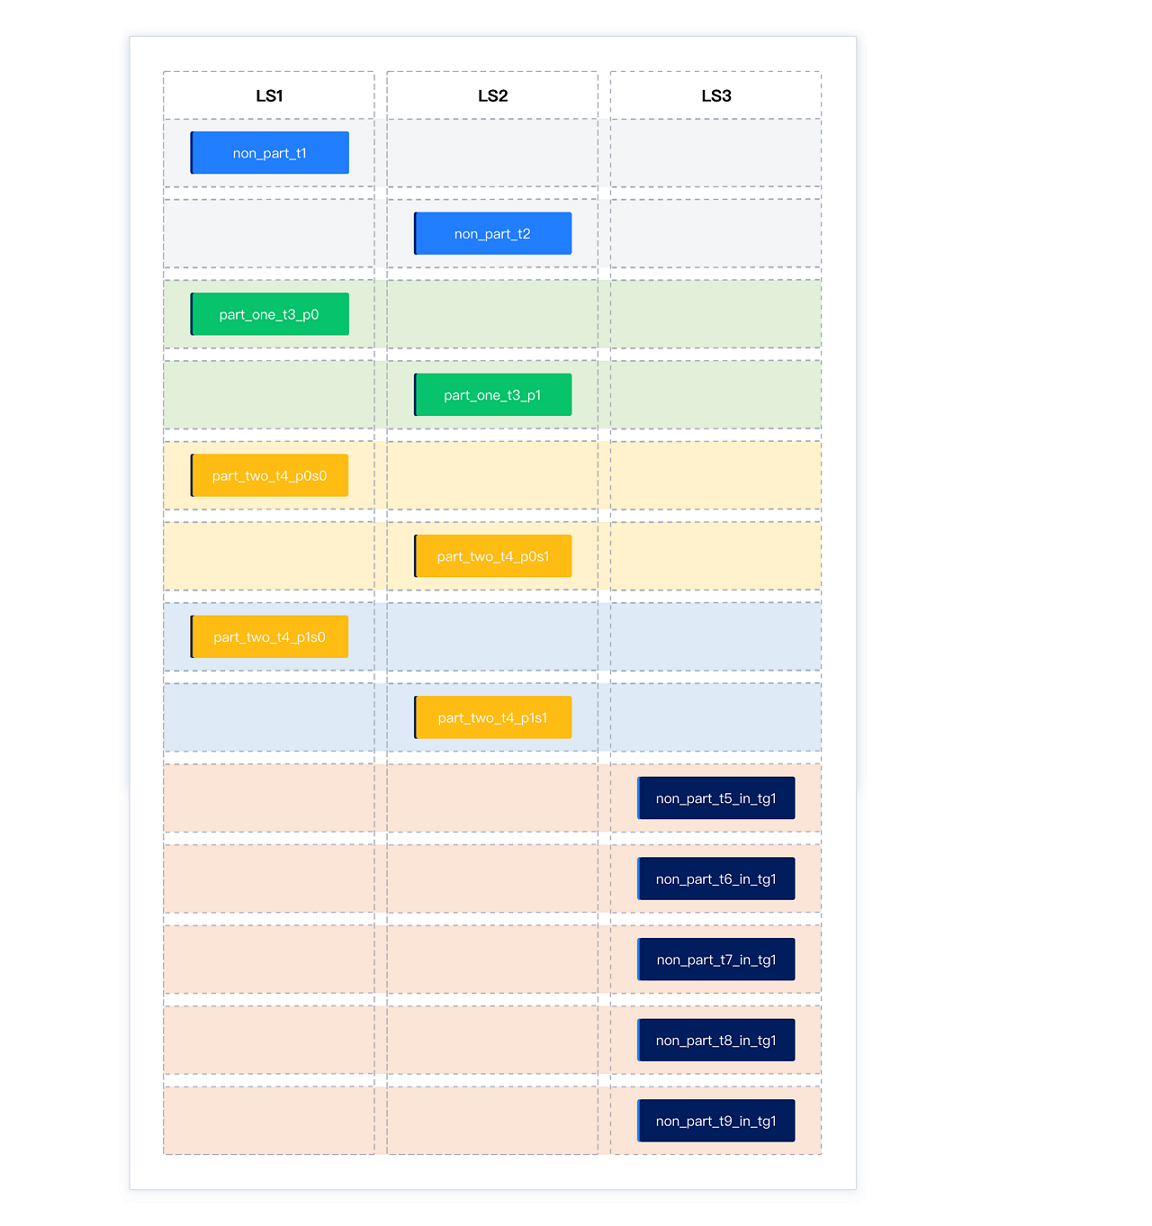 LS1
LS2
LS3
non_part_t1
non_part_t2
part_one_t3_p0
part_one_t3_p1
part_two_t4_p0s0
part_two_t4_p0s1
part_two_t4_p1s0
part_two_t4_p1s1
non_part_t5_in_tg1
non_part_t6_in_tg1
non_part_t7_in_tg1
non_part_t8_in_tg1
non_part_t9_in_tg1